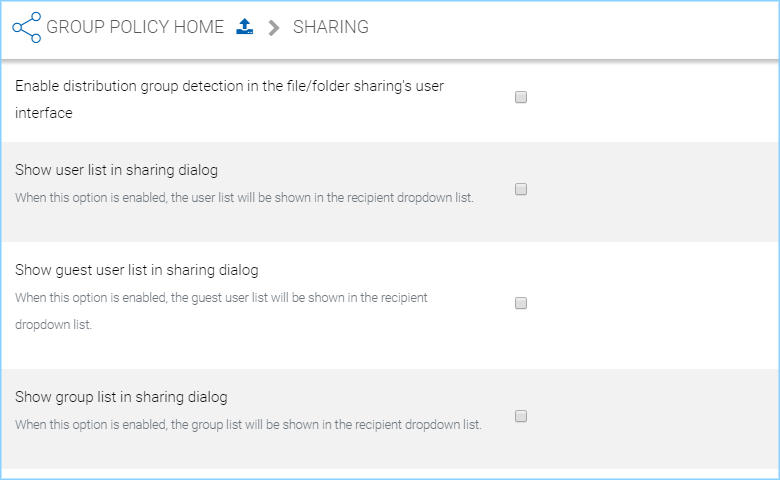 GROUP POLICY HOME SHARING
Enable distribution group detection in the file/folder sharing's user
interface
Show user list in sharing dialog
When this option is enabled, the user list will be shown in the recipient dropdown list.
Show guest user list in sharing dialog
When this option is enabled, the guest user list will be shown in the recipient
dropdown list.
Show group list in sharing dialog
When this option is enabled, the group list will be shown in the recipient dropdown list.